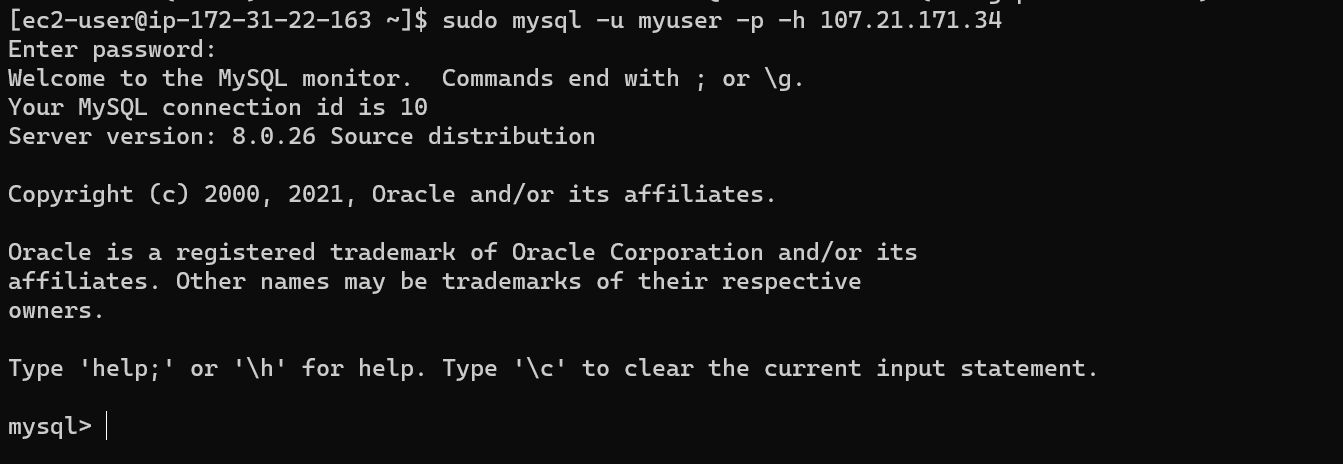 [ec2-user@ip-172-31-22-163 ~]$ sudo mysql -u myuser -p -h 107.21.171.34
Enter password:
Welcome to the MySQL monitor.  Commands end with ; or \g.
Your MySQL connection id is 10
Server version: 8.0.26 Source distribution
Copyright (c) 2000, 2021, Oracle and/or its affiliates.
Oracle is a registered trademark of Oracle Corporation and/or its
affiliates. Other names may be trademarks of their respective
owners.
Type 'help;' or '\h' for help. Type '\c' to clear the current input statement.
mysql>